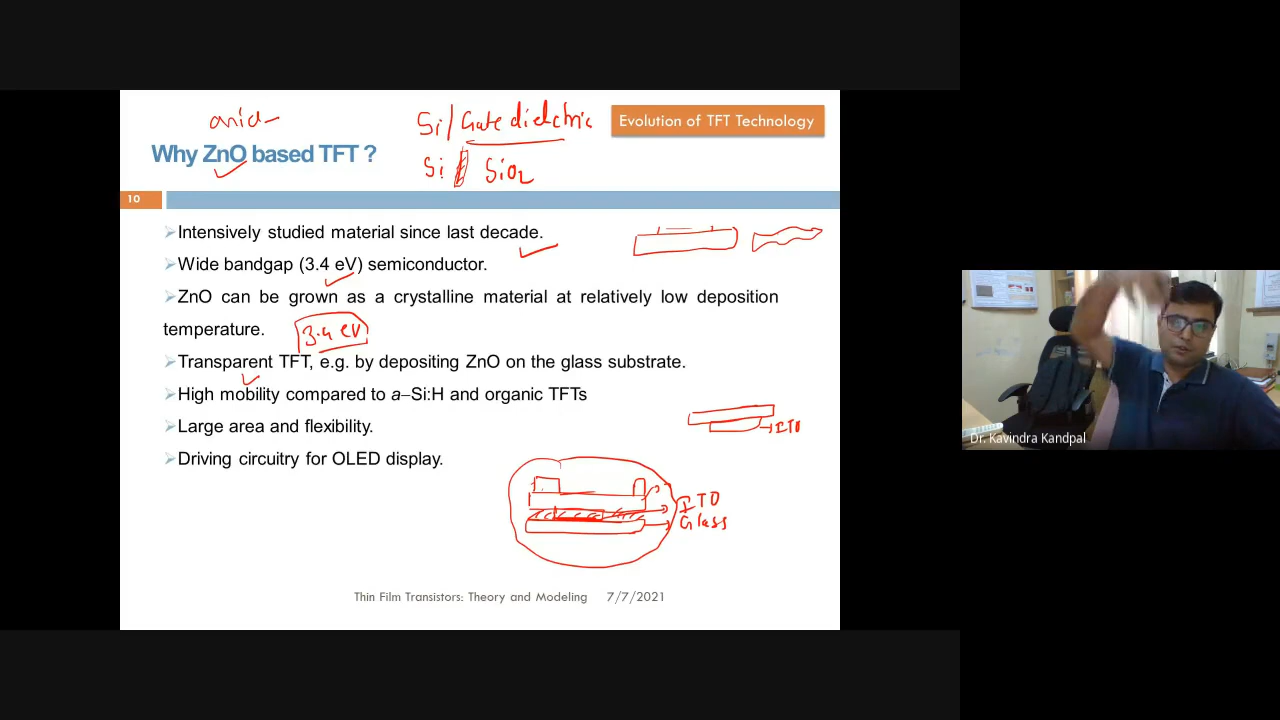 Si/Gate dielectric
Evolution of TFT Technology
Why ZnO based TFT ?
Si SiO2
10
➢Intensively studied material since last decade.
➢Wide bandgap (3.4 eV) semiconductor.
➢ZnO can be grown as a crystalline material at relatively low deposition
temperature.
3.4 eV
➢Transparent TFT, e.g. by depositing ZnO on the glass substrate.
➢High mobility compared to a–Si:H and organic TFTs
➢Large area and flexibility.
ITO
Dr. Kavindra Kandpal
➢Driving circuitry for OLED display.
ITO
Glass
Thin Film Transistors: Theory and Modeling 7/7/2021